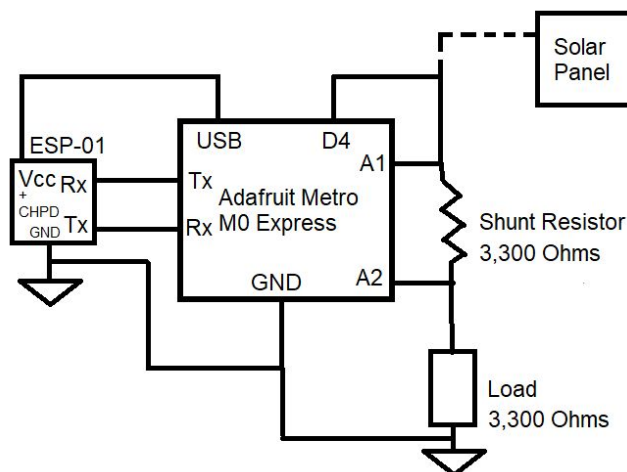 Solar
Panel
ESP-01
USB
D4
Vcc
+
CHPD
GND
Rx
Tx
Tx
Rx
Adafruit Metro
M0 Express
A1
A2
GND
Shunt Resistor
3,300 Ohms
Load
3,300 Ohms